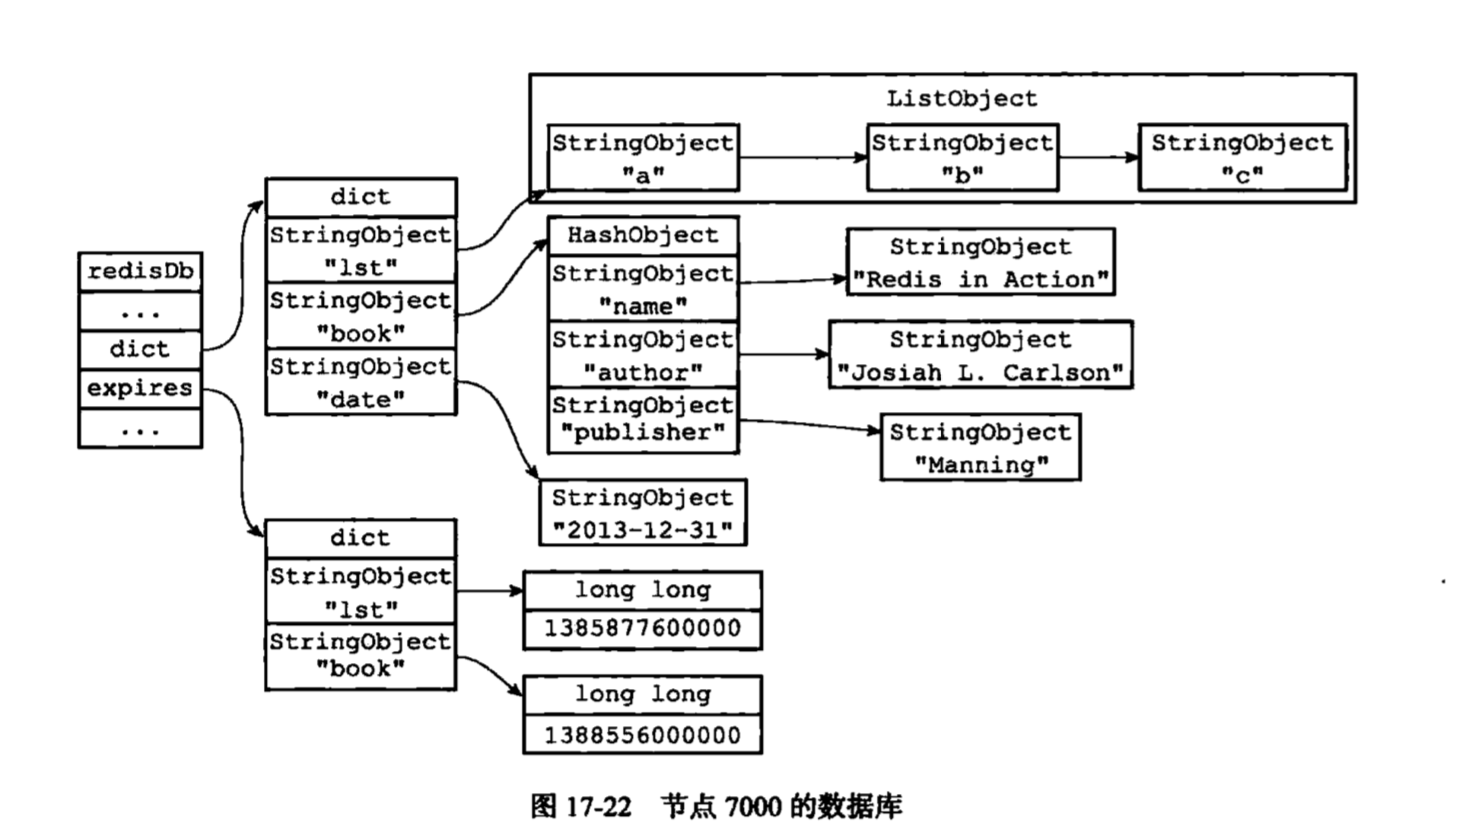 ListObject
StringObject
"a"
StringObject
"b"
StringObject
"c"
dict
StringObject
"lst"
StringObject
"book"
StringObject
"date"
redisDb
...
dict
expires
...
HashObject
StringObject
"name"
StringObject
"author"
StringObject
"publisher"
StringObject
"Redis in Action"
StringObject
"Josiah L. Carlson"
StringObject
"Manning"
StringObject
"2013-12-31"
dict
StringObject
"lst"
StringObject
"book"
long long
1385877600000
long long
1388556000000
图 17-22 节点 7000 的数据库